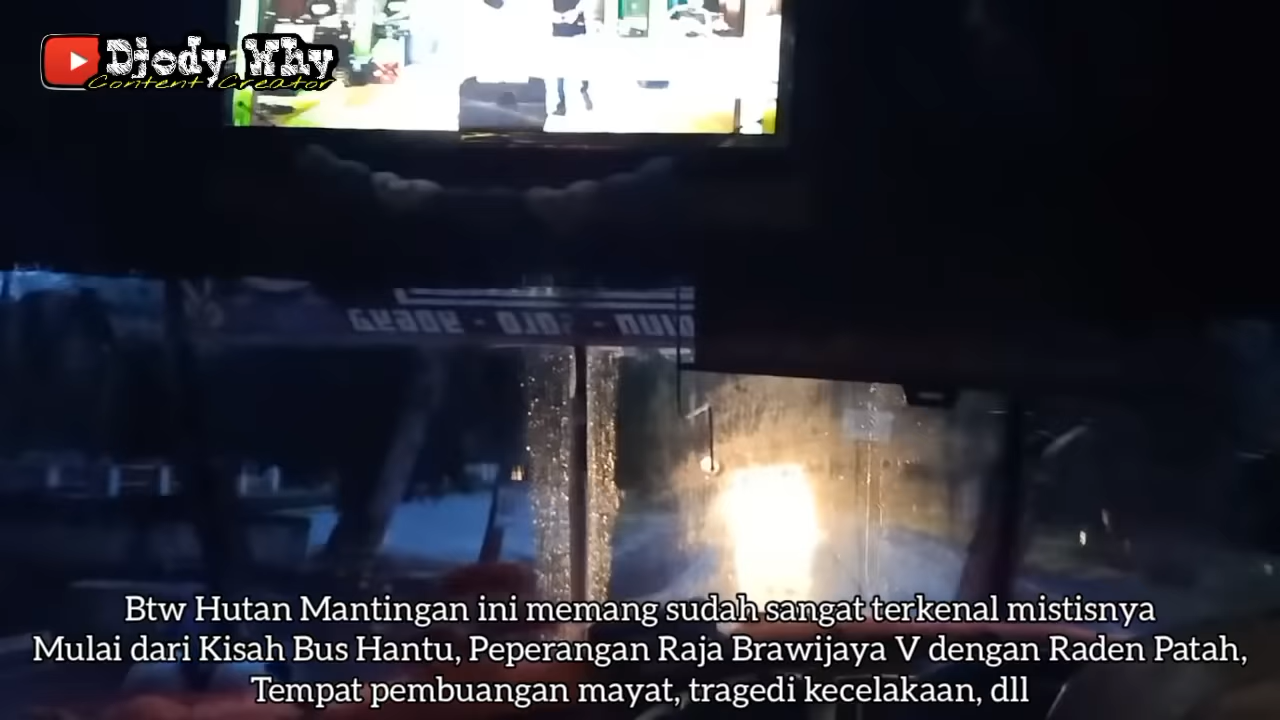 Djody Why
Content Creator
Btw Hutan Mantingan ini memang sudah sangat terkenal mistisnya
Mulai dari Kisah Bus Hantu, Peperangan Raja Brawijaya V dengan Raden Patah,
Tempat pembuangan mayat, tragedi kecelakaan, dll